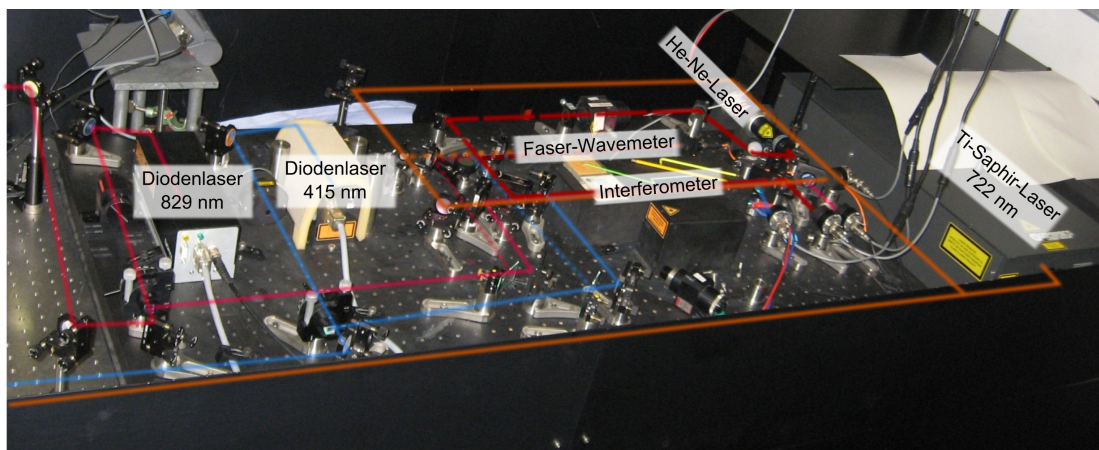 He-Ne-Laser
Faser-Wavemeter
Diodenlaser
829 nm
Diodenlaser
415 nm
Interferometer
Ti-Saphir-Laser
722 nm